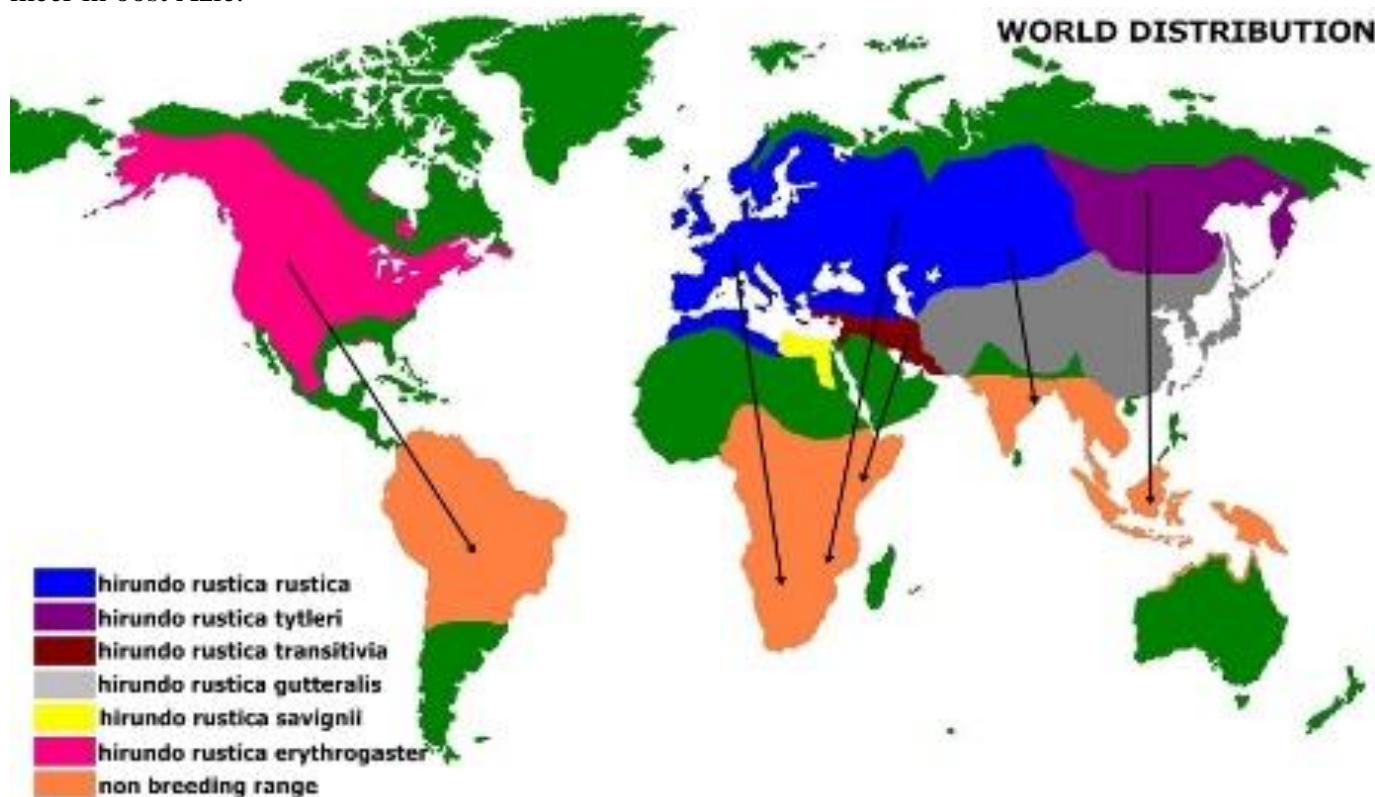 WORLD DISTRIBUTION
hirundo rustica rustica
hirundo rustica tytleri
hirundo rustica transitivia
hirundo rustica gutteralis
hirundo rustica savignii
hirundo rustica erythrogaster
non breeding range